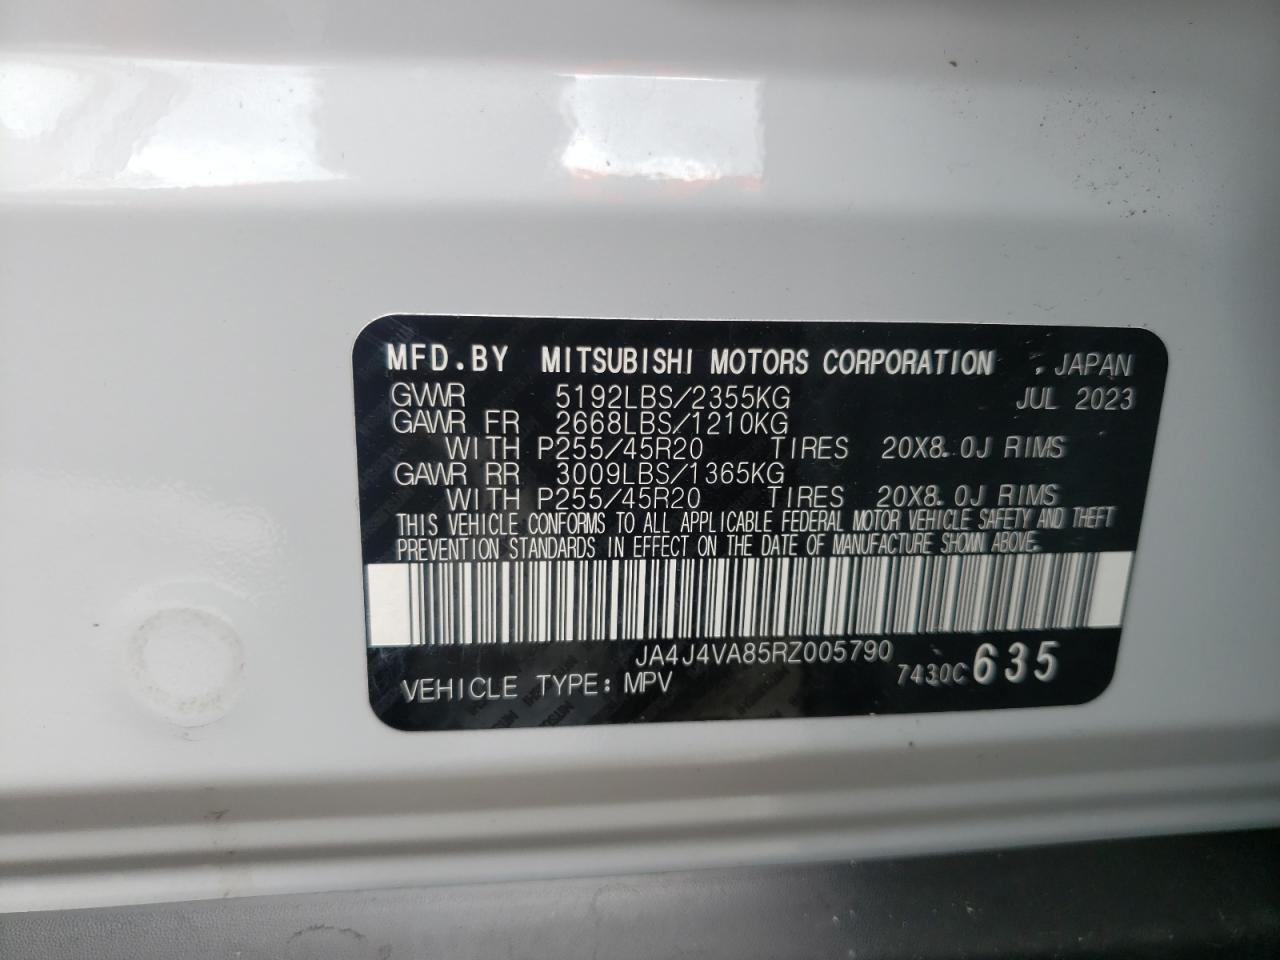 MFD.BY MITSUBISHI MOTORS CORPORATION . JAPAN
GVWR 5192LBS/2355KG JUL 2023
GAWR FR 2668LBS/1210KG
WITH P255/45R20 TIRES 20X8.0J RIMS
GAWR RR 3009LBS/1365KG
WITH P255/45R20 TIRES 20X8.0J RIMS
THIS VEHICLE CONFORMS TO ALL APPLICABLE FEDERAL MOTOR VEHICLE SAFETY AND THEFT
PREVENTION STANDARDS IN EFFECT ON THE DATE OF MANUFACTURE SHOWN ABOVE.
JA4J4VA85RZ005790
7430C 635
VEHICLE TYPE: MPV